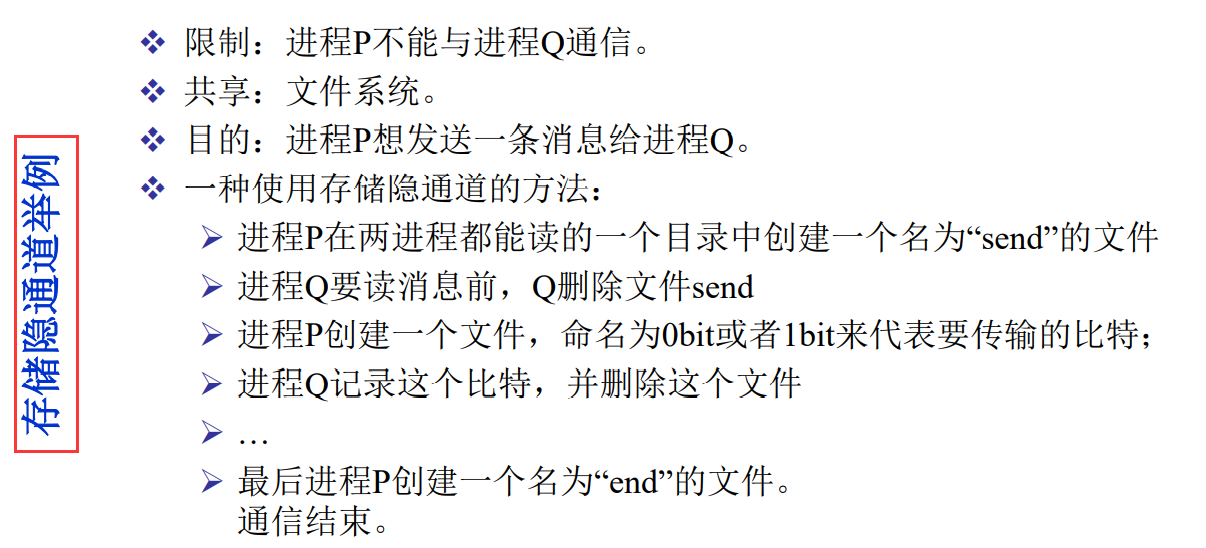 存储隐通道举例
限制：进程P不能与进程Q通信。
共享：文件系统。
目的：进程P想发送一条消息给进程Q。
一种使用存储隐通道的方法：
进程P在两进程都能读的一个目录中创建一个名为“send”的文件
进程Q要读消息前，Q删除文件send
进程P创建一个文件，命名为0bit或者1bit来代表要传输的比特；
进程Q记录这个比特，并删除这个文件
…
最后进程P创建一个名为“end”的文件。
通信结束。